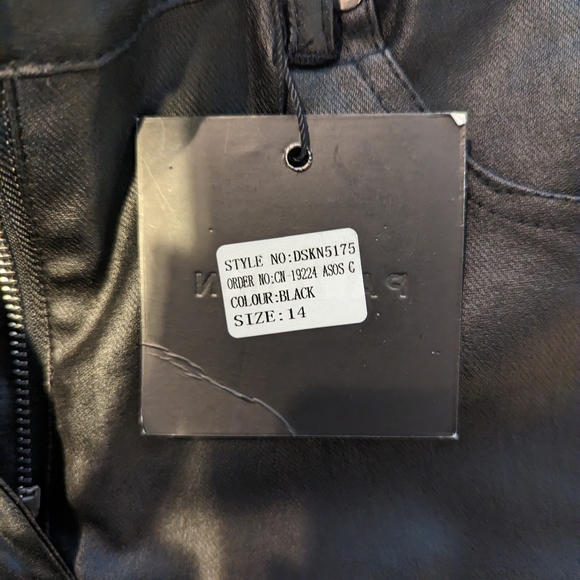 STYLE NO:DSKN5175
ORDER NO:CN-19224 ASOS C
COLOUR:BLACK
SIZE:14